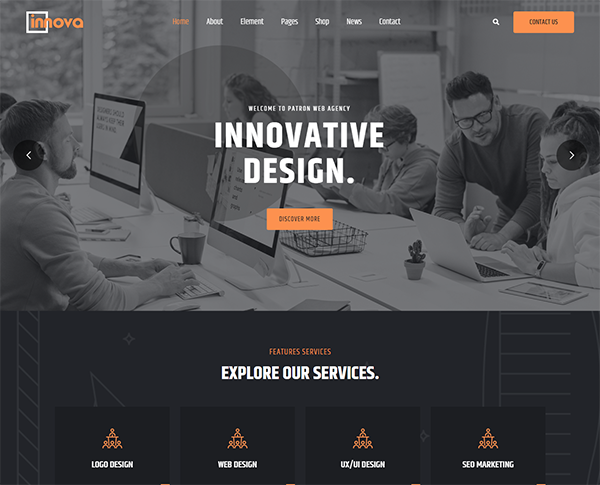 innova
Home About Element Pages Shop News Contact
CONTACT US
WELCOME TO PATRON WEB AGENCY
INNOVATIVE
DESIGN.
DISCOVER MORE
FEATURES SERVICES
EXPLORE OUR SERVICES.
LOGO DESIGN
WEB DESIGN
UX/UI DESIGN
SEO MARKETING